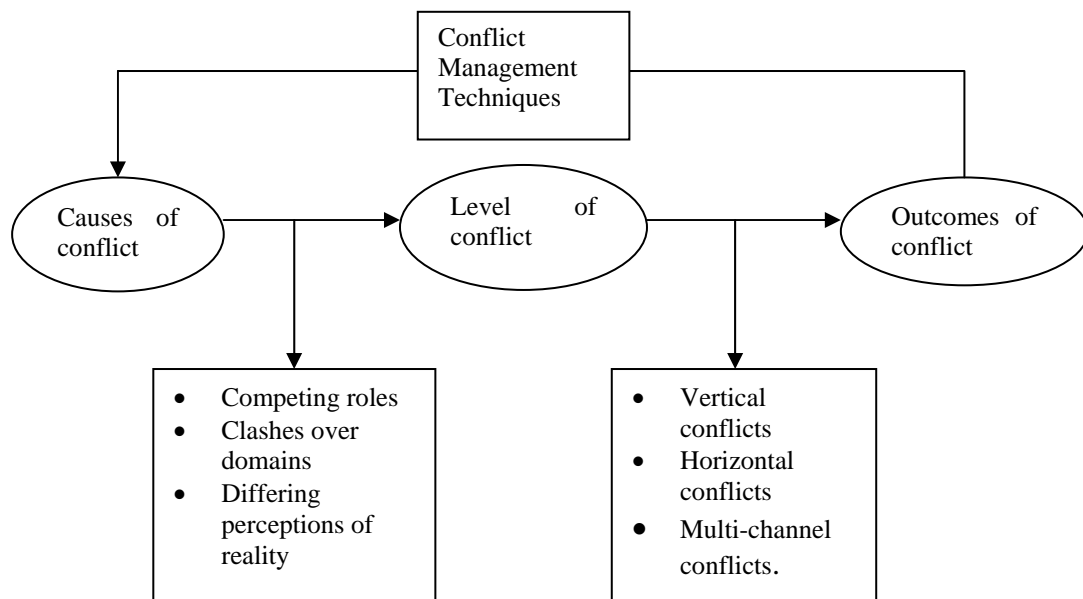 Conflict
Management
Techniques
Causes of
conflict
Level of
conflict
Outcomes of
conflict
• Competing roles
• Clashes over
domains
• Differing
perceptions of
reality
• Vertical
conflicts
• Horizontal
conflicts
• Multi-channel
conflicts.